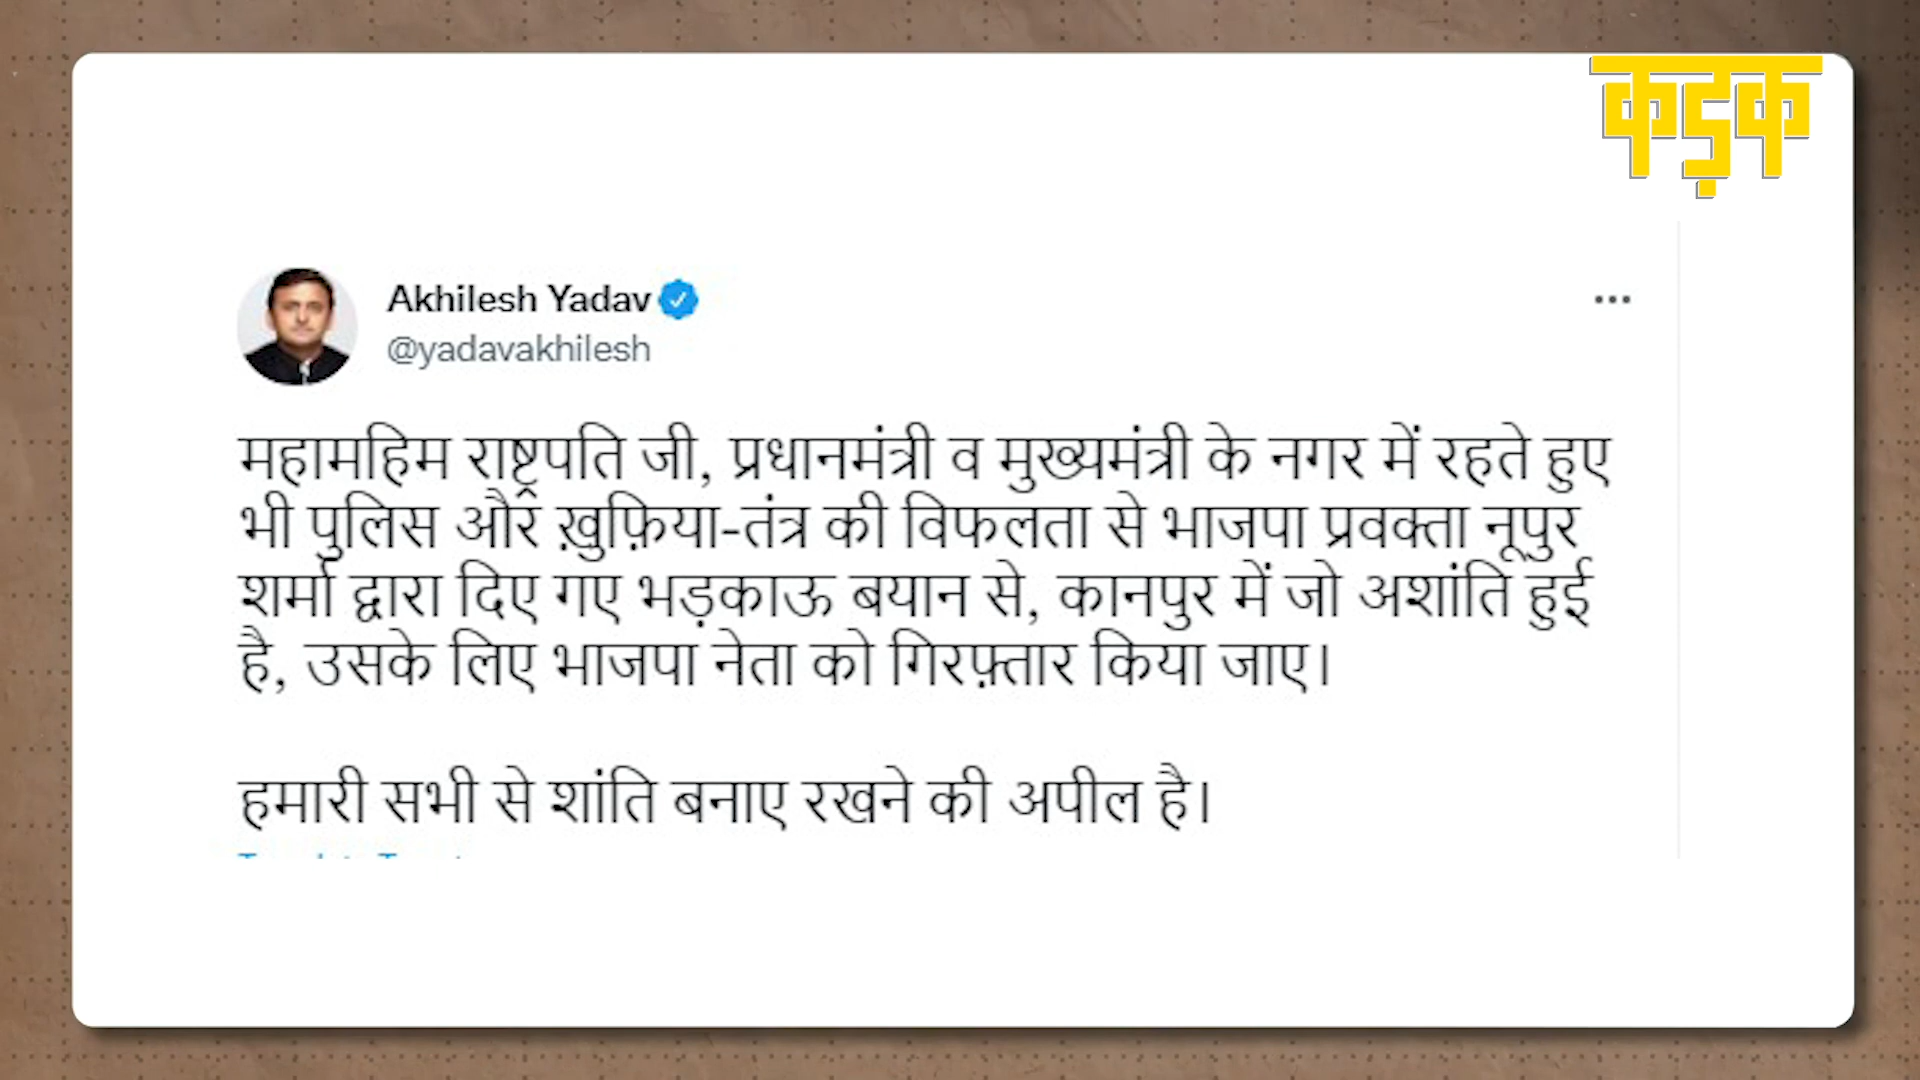 कड़क
Akhilesh Yadav
@yadavakhilesh
महामहिम राष्ट्रपति जी, प्रधानमंत्री व मुख्यमंत्री के नगर में रहते हुए
भी पुलिस और ख़ुफ़िया-तंत्र की विफलता से भाजपा प्रवक्ता नूपुर
शर्मा द्वारा दिए गए भड़काऊ बयान से, कानपुर में जो अशांति हुई
है, उसके लिए भाजपा नेता को गिरफ़्तार किया जाए।
हमारी सभी से शांति बनाए रखने की अपील है।